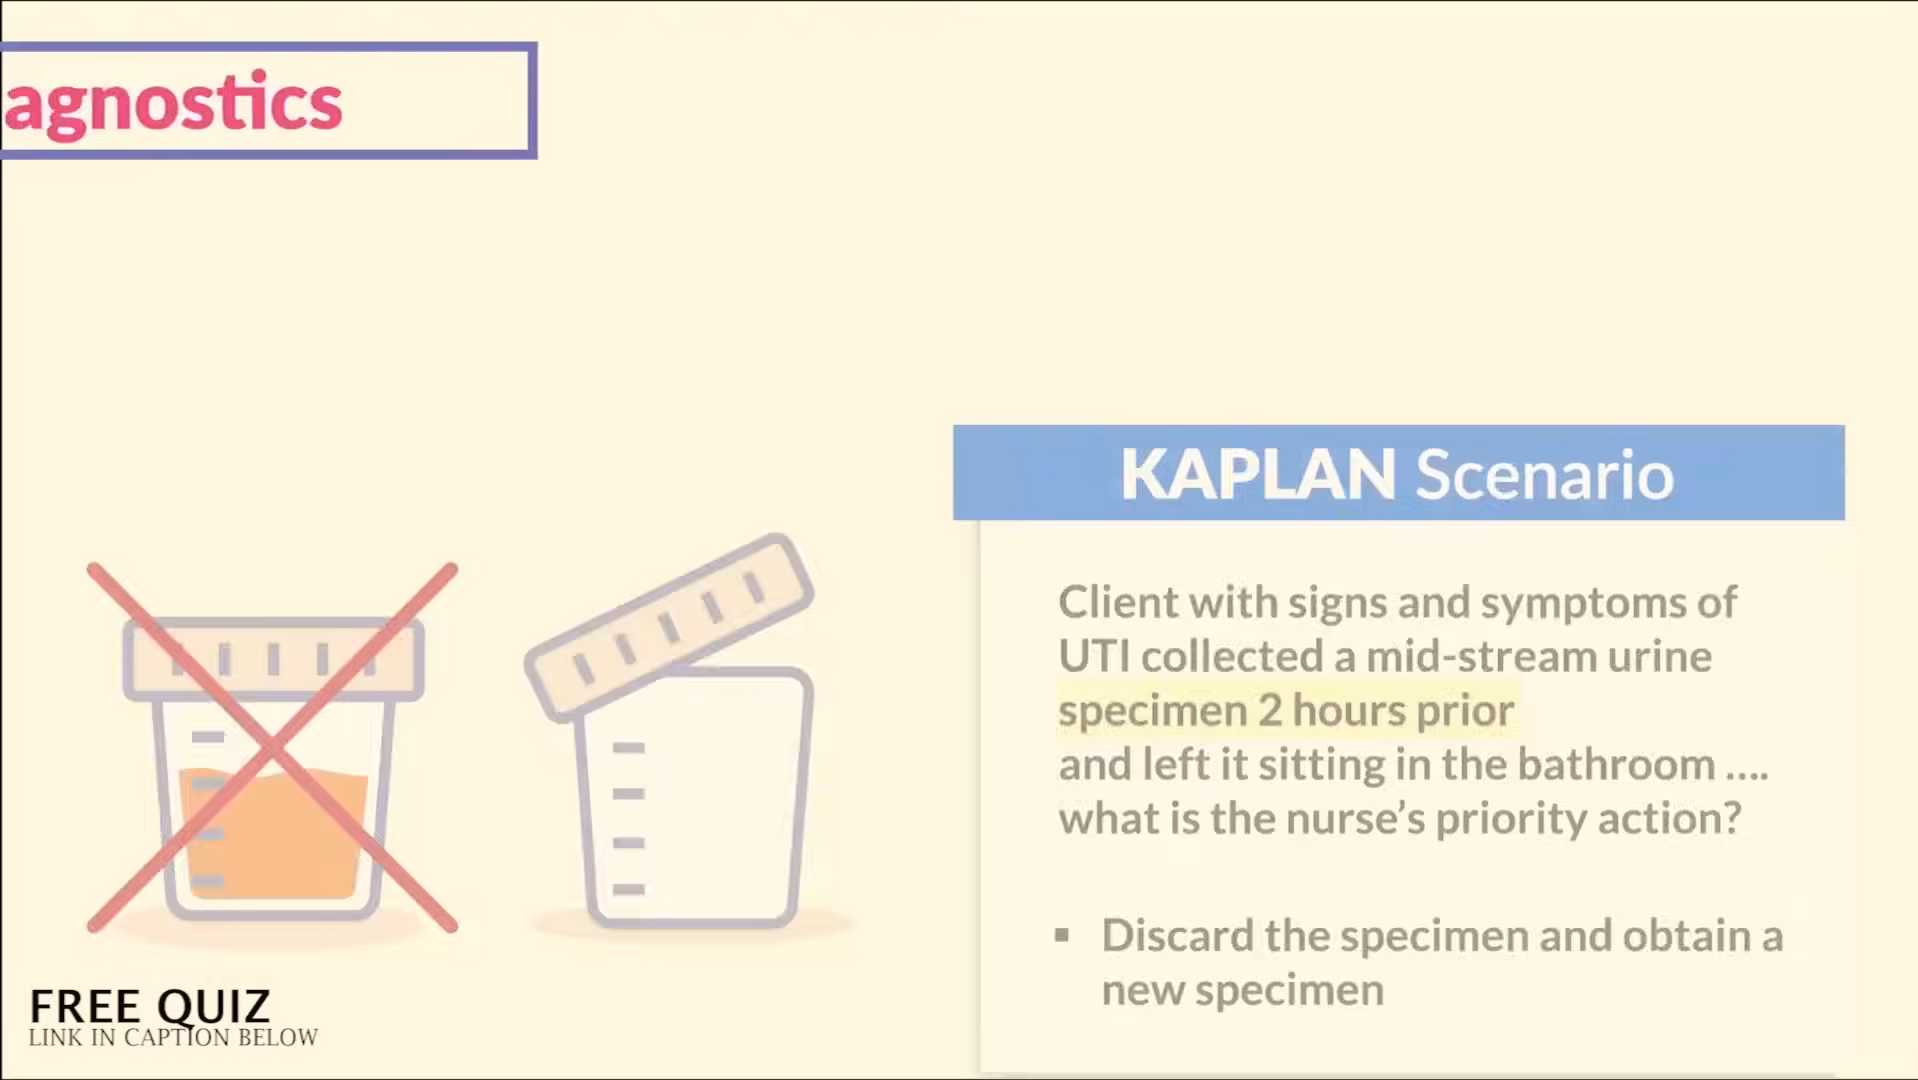 agnostics
KAPLAN Scenario
Client with signs and symptoms of
UTI collected a mid-stream urine
specimen 2 hours prior
and left it sitting in the bathroom ....
what is the nurse’s priority action?
▪ Discard the specimen and obtain a
new specimen
FREE QUIZ
LINK IN CAPTION BELOW